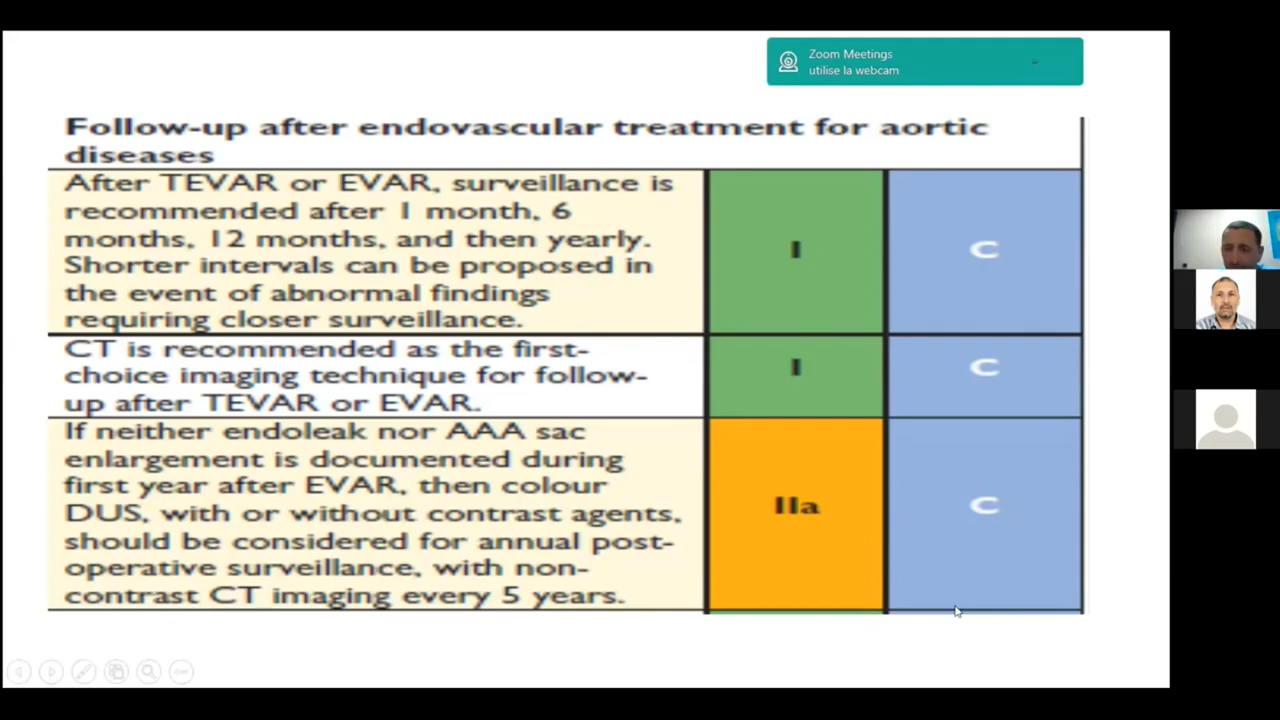 Zoom Meetings
utilise la webcam
Follow-up after endovascular treatment for aortic
diseases
After TEVAR or EVAR, surveillance is
recommended after 1 month, 6
months, 12 months, and then yearly.
Shorter intervals can be proposed in
the event of abnormal findings
requiring closer surveillance.
I
C
CT is recommended as the first-
choice imaging technique for follow-
up after TEVAR or EVAR.
I
C
If neither endoleak nor AAA sac
enlargement is documented during
first year after EVAR, then colour
DUS, with or without contrast agents,
should be considered for annual post-
operative surveillance, with non-
contrast CT imaging every 5 years.
IIa
C